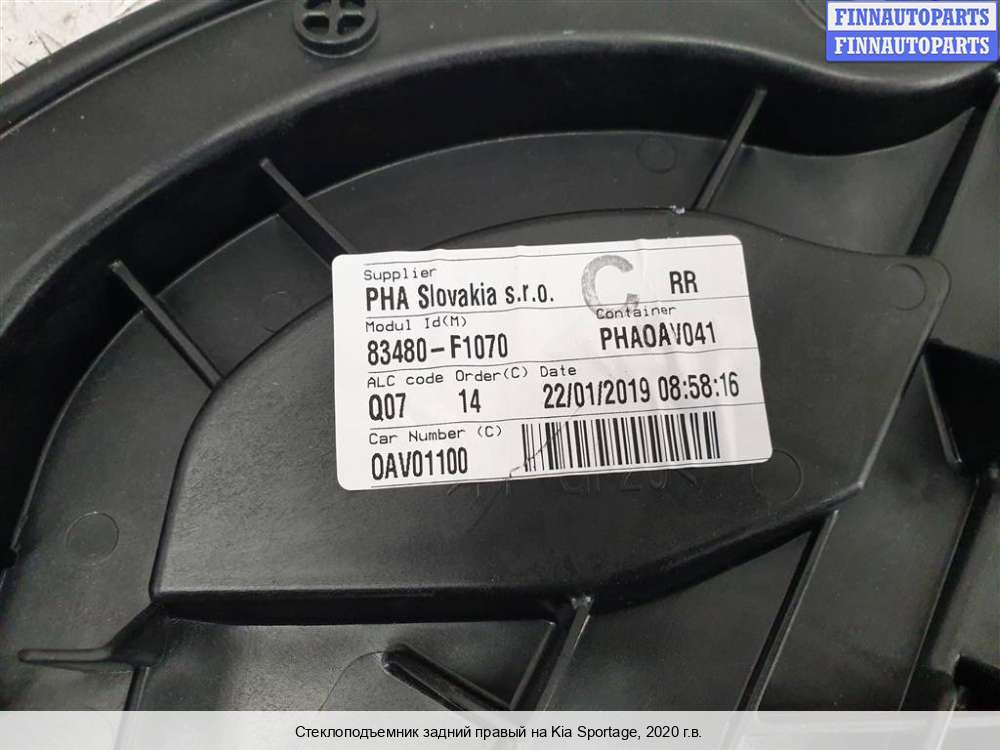 FINNAUTOPARTS
FINNAUTOPARTS
Supplier
PHA Slovakia s.r.o.
C
RR
Modul Id(M)
Container
83480-F1070
PHAOAV041
ALC code Order(C) Date
Q07 14 22/01/2019 08:58:16
Car Number (C)
OAV01100
Стеклоподъемник задний правый на Kia Sportage, 2020 г.в.